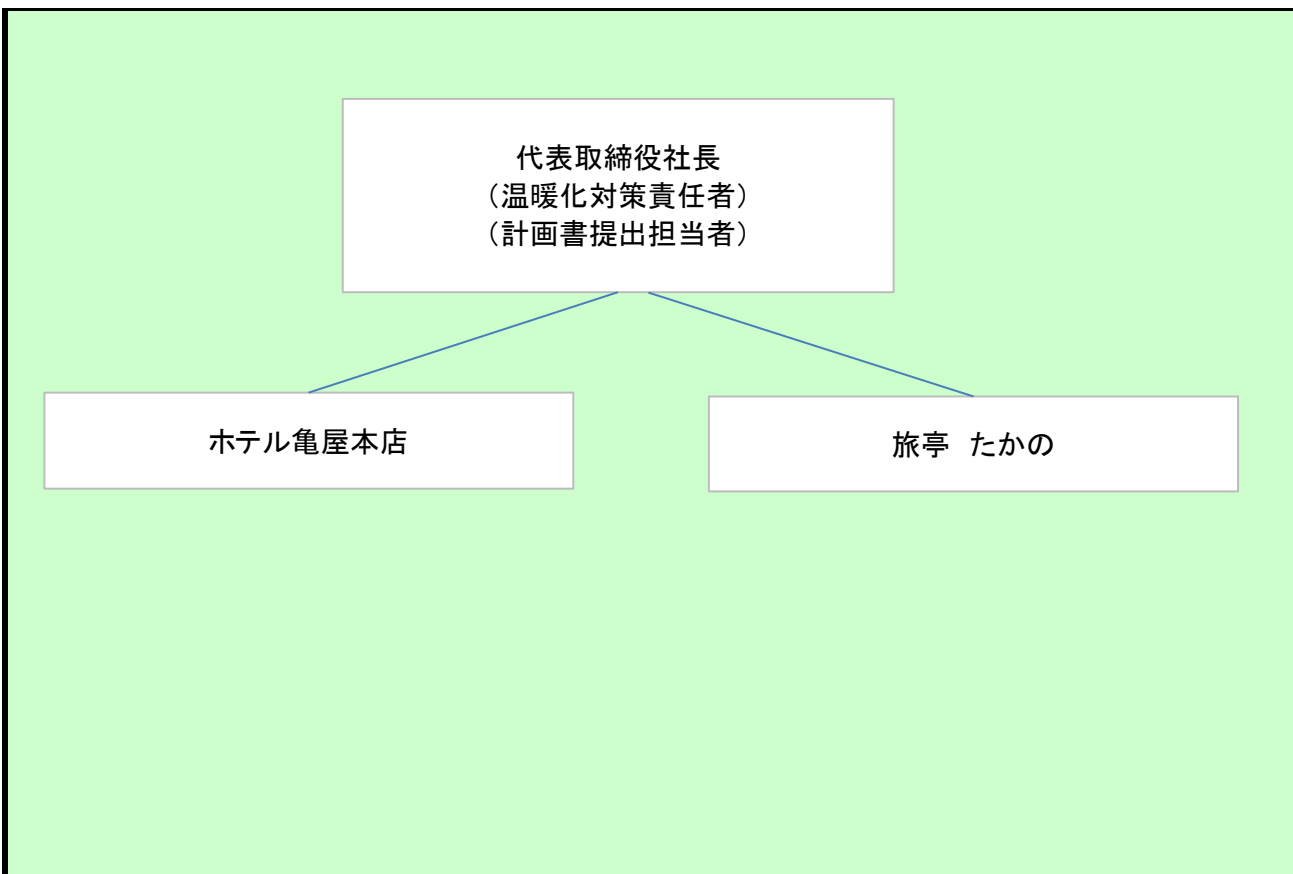 代表取締役社長
（温暖化対策責任者）
（計画書提出担当者）
ホテル亀屋本店
旅亭　たかの